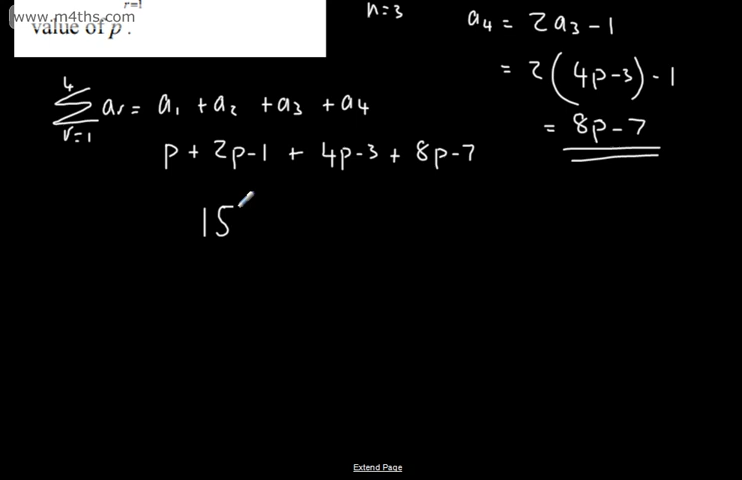 r=1
www.m4ths.com
value of p .
n=3
a₄ = 2a₃ - 1
= 2(4p-3) - 1
= 8p - 7
4
∑ aᵣ = a₁ + a₂ + a₃ + a₄
r=1
p + 2p-1 + 4p-3 + 8p-7
15
Extend Page